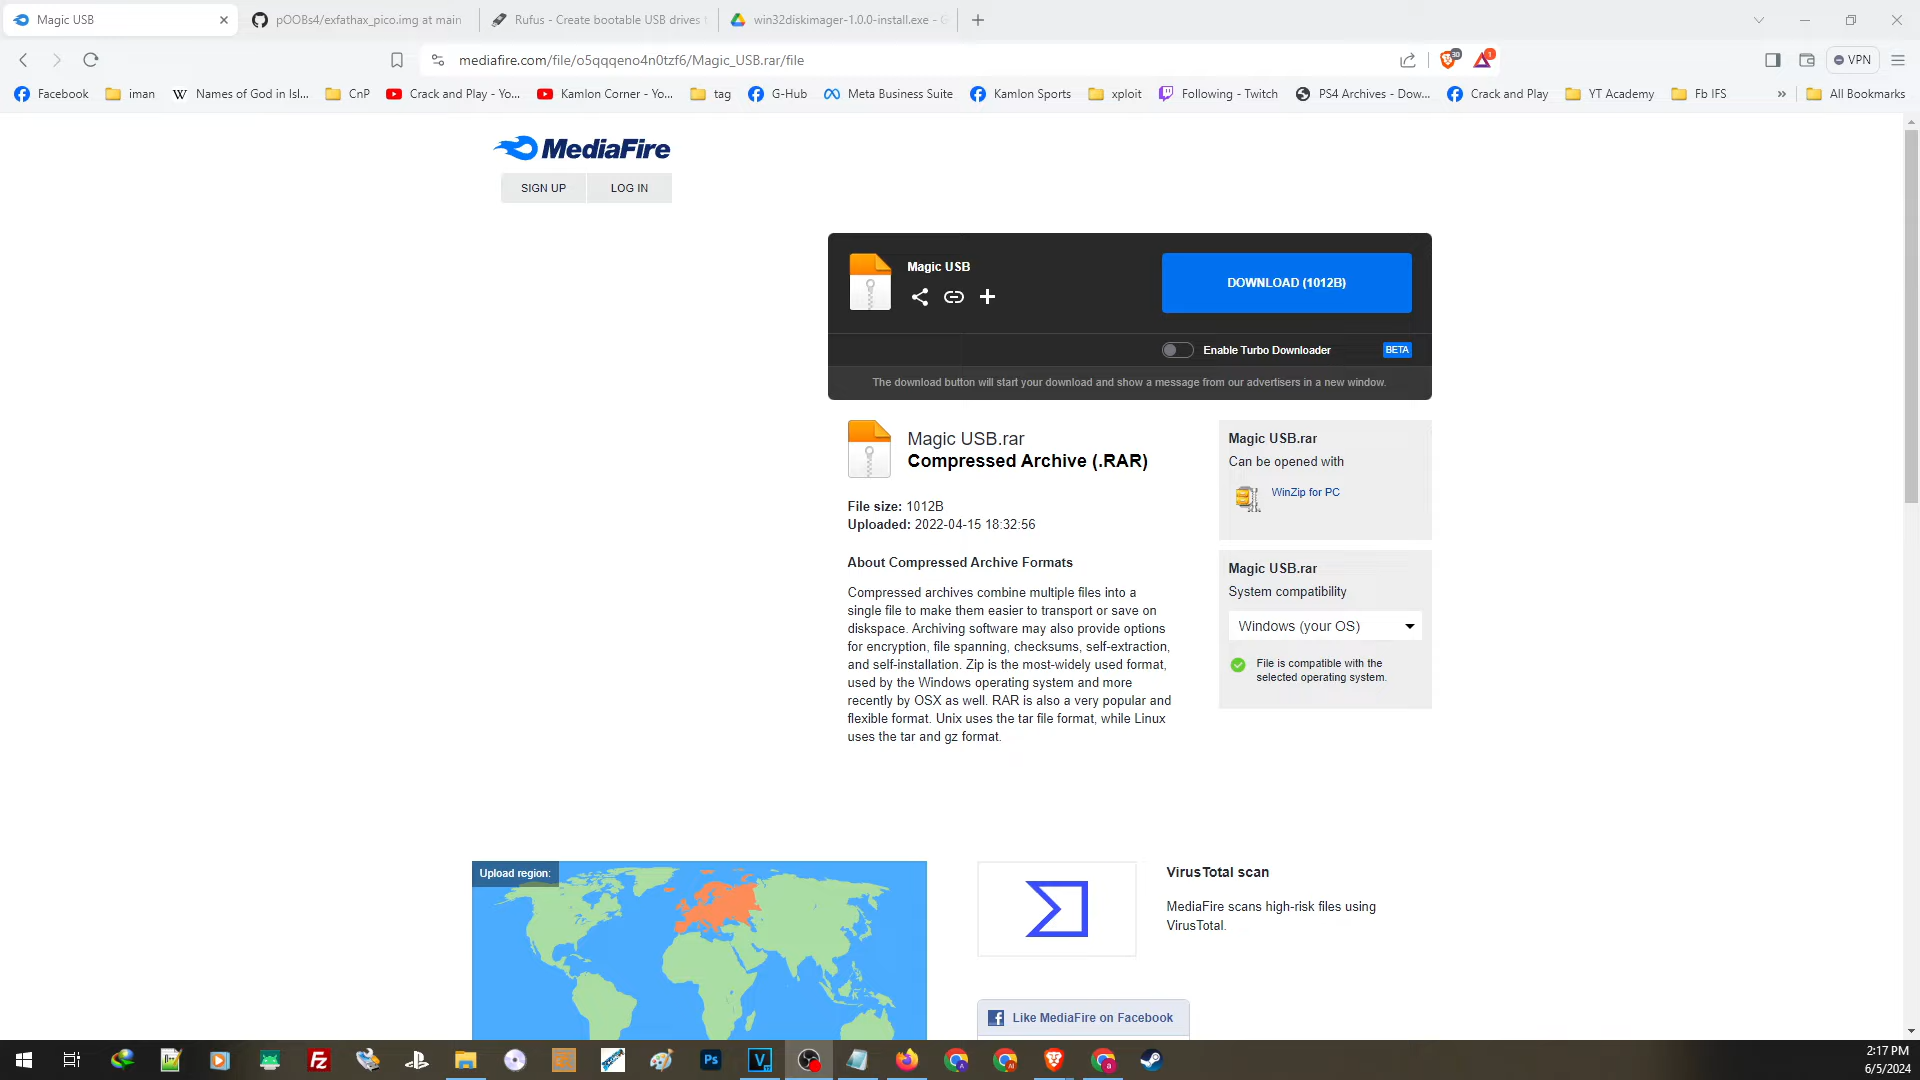 Magic USB
pOOBs4/exfathax_pico.img at main
Rufus - Create bootable USB drives
win32diskimager-1.0.0-install.exe - G
mediafire.com/file/o5qqqeno4n0tzf6/Magic_USB.rar/file
30
1
VPN
Facebook
iman
W
Names of God in Isl...
CnP
Crack and Play - Yo...
Kamlon Corner - Yo...
tag
G-Hub
Meta Business Suite
Kamlon Sports
xploit
Following - Twitch
PS4 Archives - Dow...
Crack and Play
YT Academy
Fb IFS
»
All Bookmarks
MediaFire
SIGN UP
LOG IN
Magic USB
DOWNLOAD (1012B)
Enable Turbo Downloader
BETA
The download button will start your download and show a message from our advertisers in a new window.
Magic USB.rar
Compressed Archive (.RAR)
File size: 1012B
Uploaded: 2022-04-15 18:32:56
About Compressed Archive Formats
Compressed archives combine multiple files into a
single file to make them easier to transport or save on
diskspace. Archiving software may also provide options
for encryption, file spanning, checksums, self-extraction,
and self-installation. Zip is the most-widely used format,
used by the Windows operating system and more
recently by OSX as well. RAR is also a very popular and
flexible format. Unix uses the tar file format, while Linux
uses the tar and gz format.
Magic USB.rar
Can be opened with
WinZip for PC
Magic USB.rar
System compatibility
Windows (your OS)
File is compatible with the
selected operating system.
Upload region:
VirusTotal scan
MediaFire scans high-risk files using
VirusTotal.
Like MediaFire on Facebook
Fz
Ps
V
2:17 PM
6/5/2024